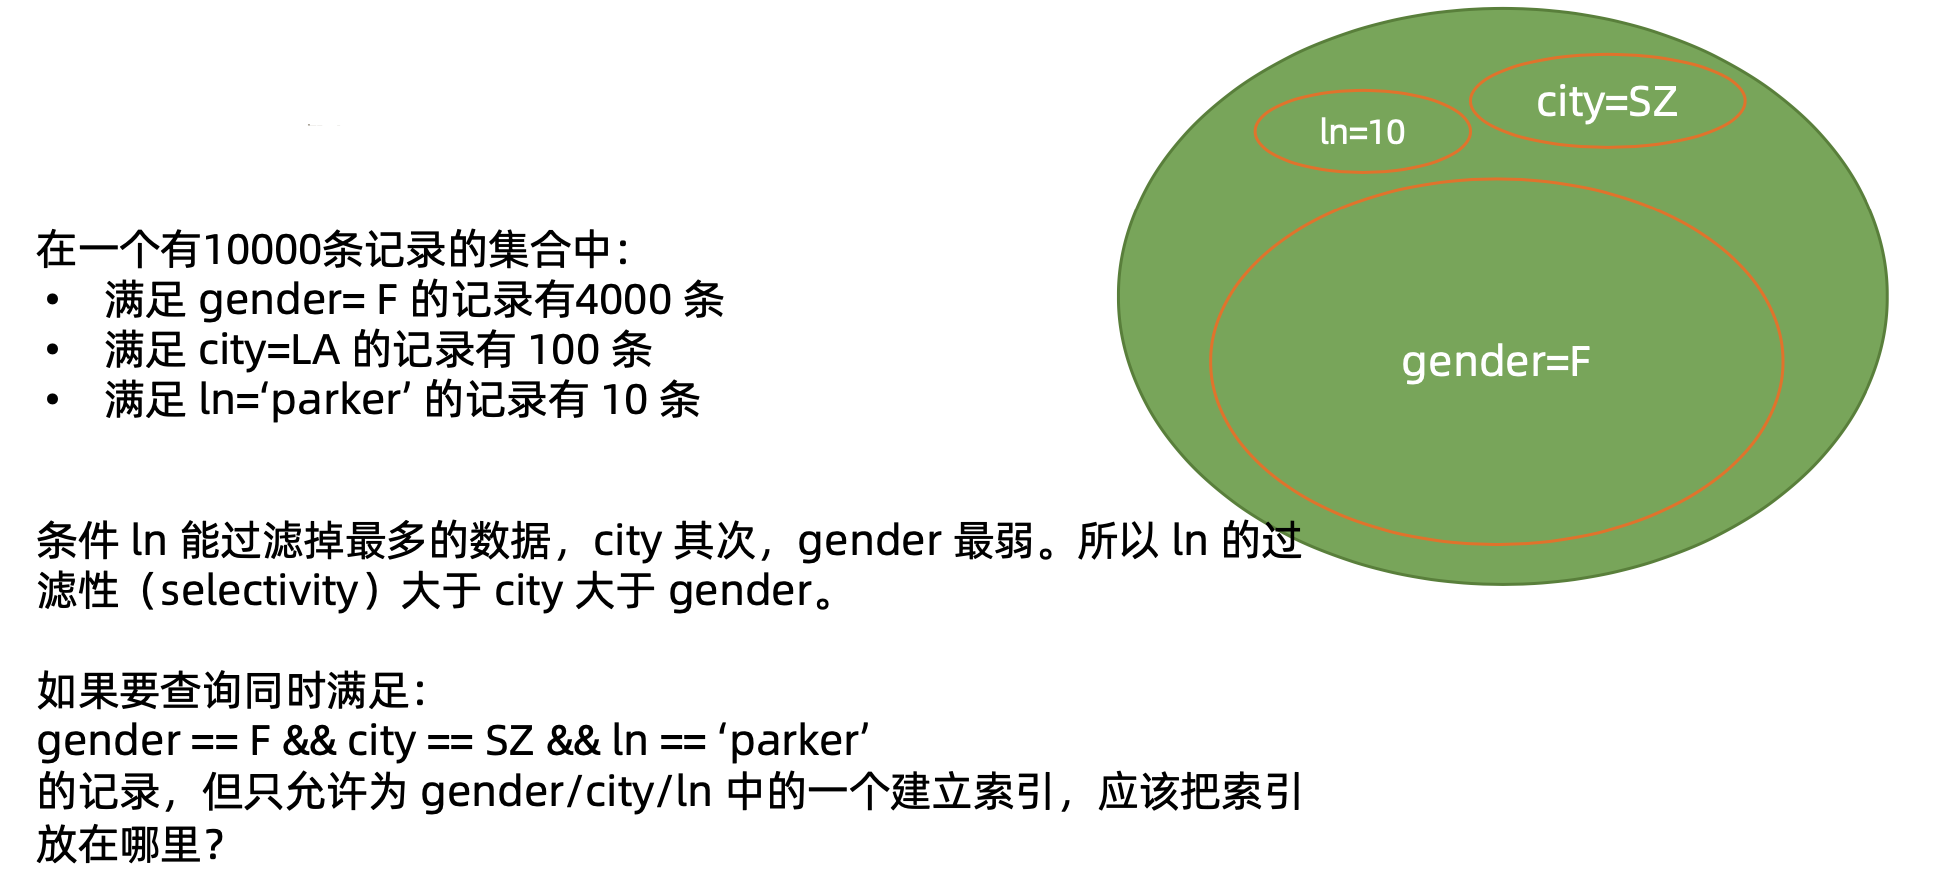 在一个有10000条记录的集合中：
• 满足 gender= F 的记录有4000 条
• 满足 city=LA 的记录有 100 条
• 满足 ln=‘parker’ 的记录有 10 条
条件 ln 能过滤掉最多的数据，city 其次，gender 最弱。所以 ln 的过
滤性（selectivity）大于 city 大于 gender。
如果要查询同时满足：
gender == F && city == SZ && ln == ‘parker’
的记录，但只允许为 gender/city/ln 中的一个建立索引，应该把索引
放在哪里？
city=SZ
ln=10
gender=F